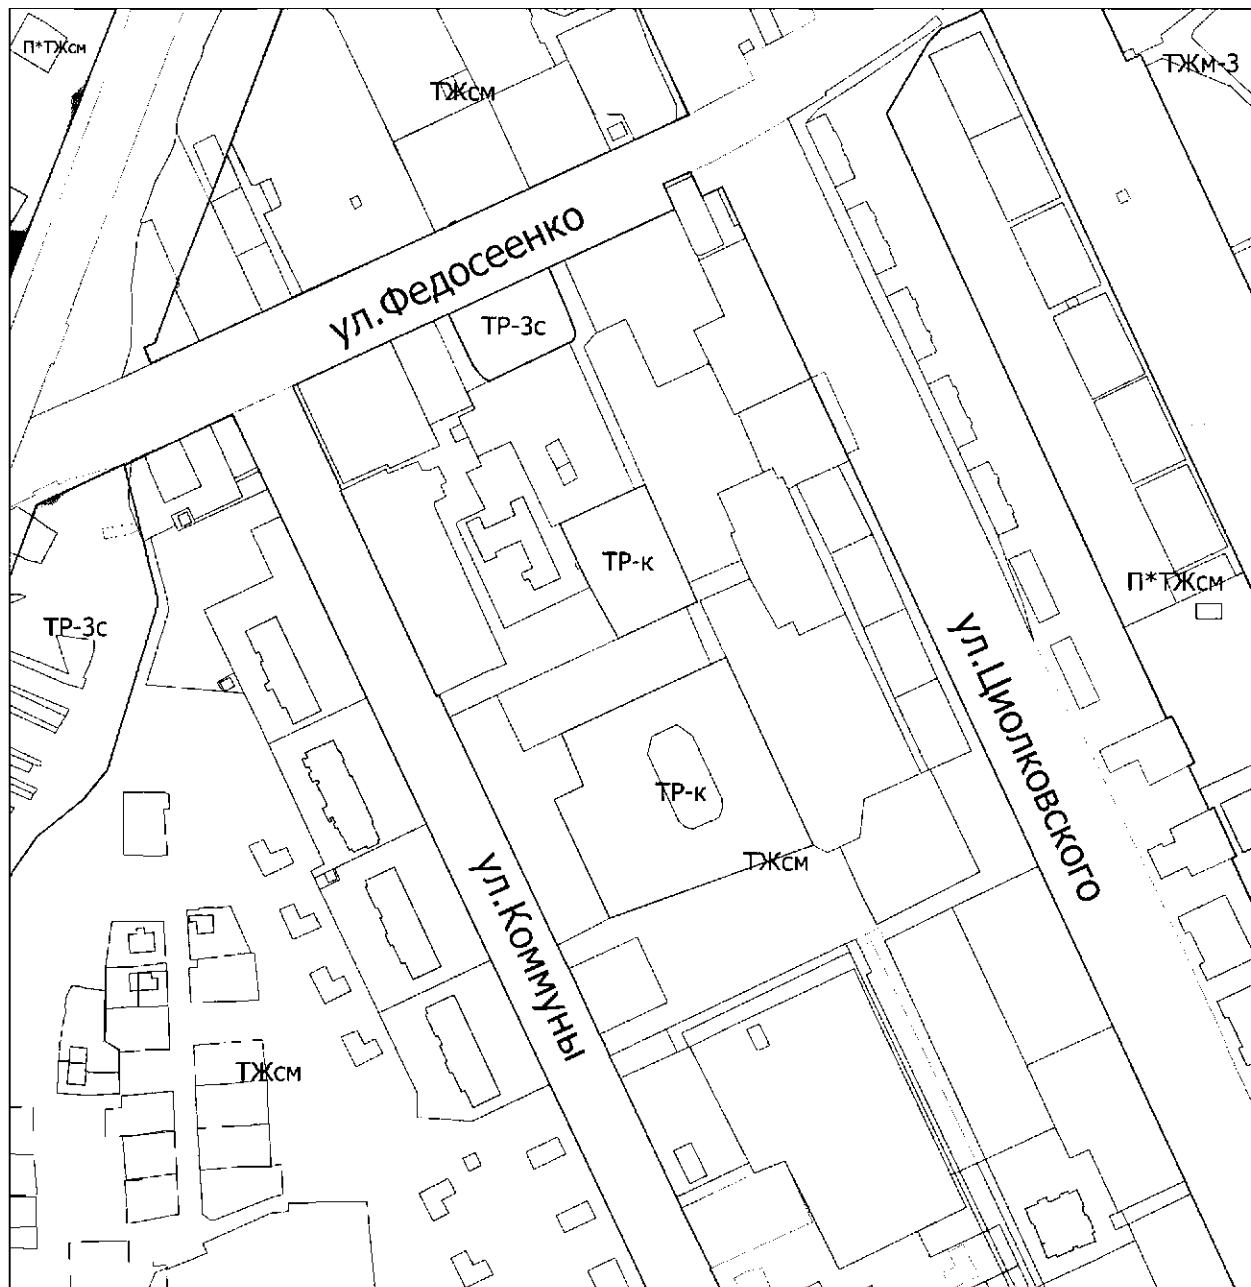 П*ТЖсм
ТЖм-3
ТЖсм
ул.Федосеенко
ТР-3с
ТР-к
П*ТЖсм
ТР-3с
ул.Циолковского
ТР-к
ТЖсм
ул.Коммуны
ТЖсм